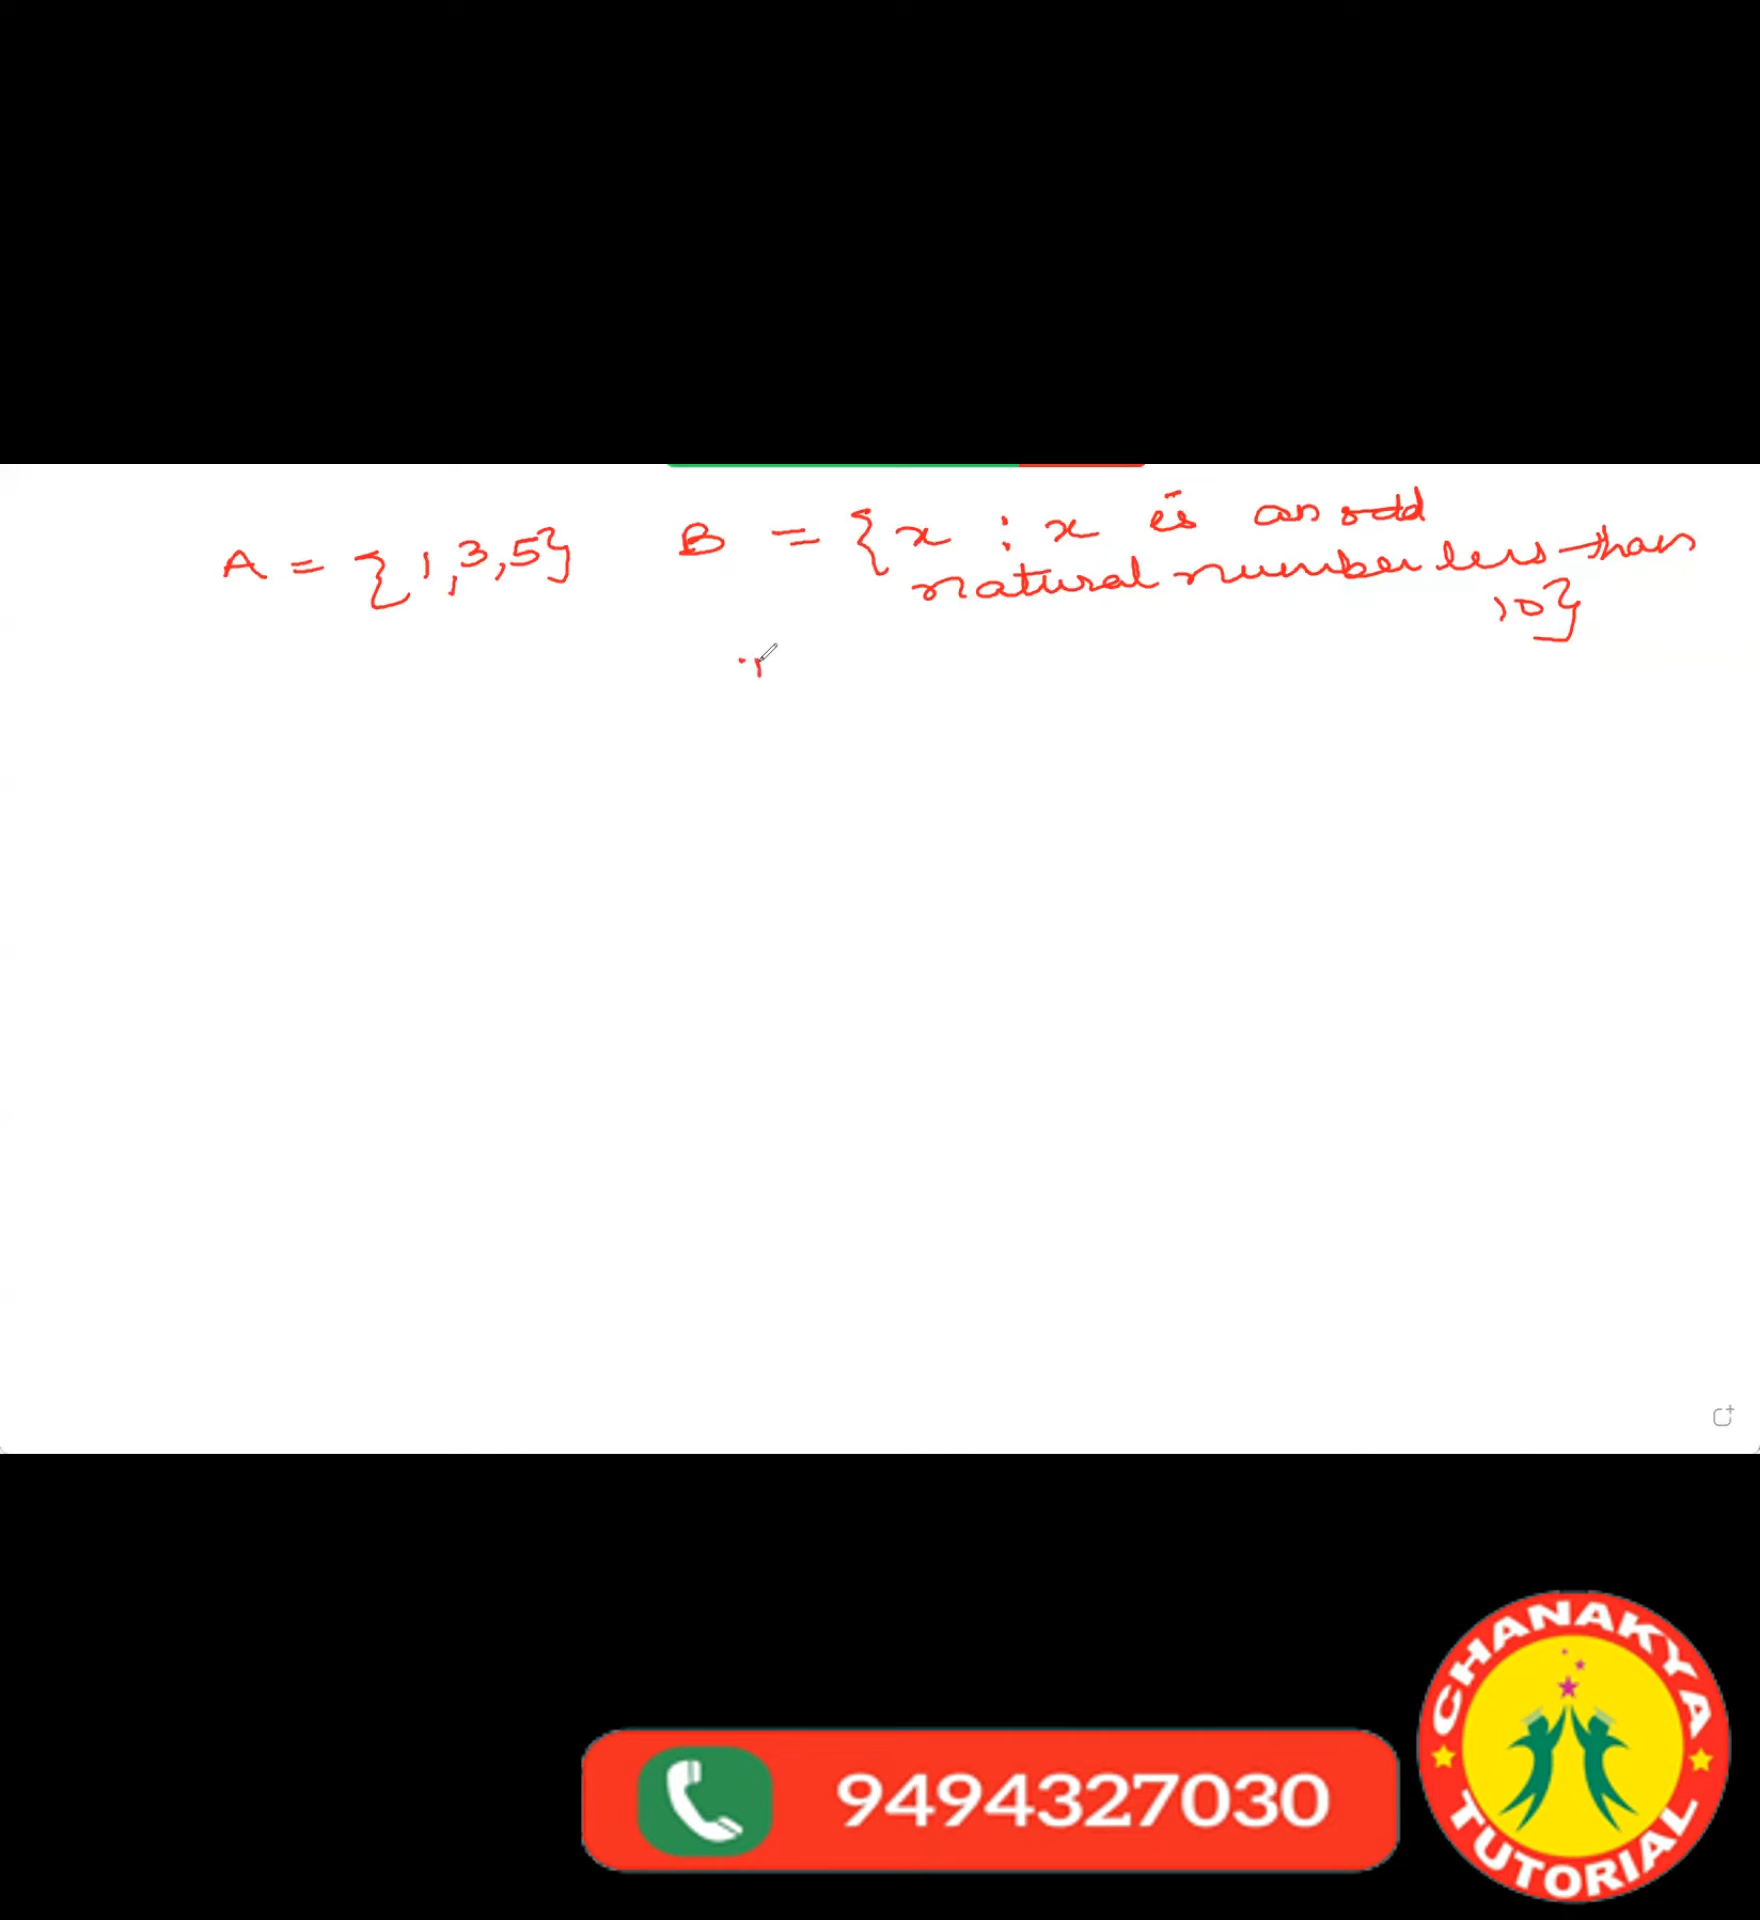 A = {1,3,5} B = {x : x is an odd
natural number less than
10}
9494327030
CHANAKYA
TUTORIAL